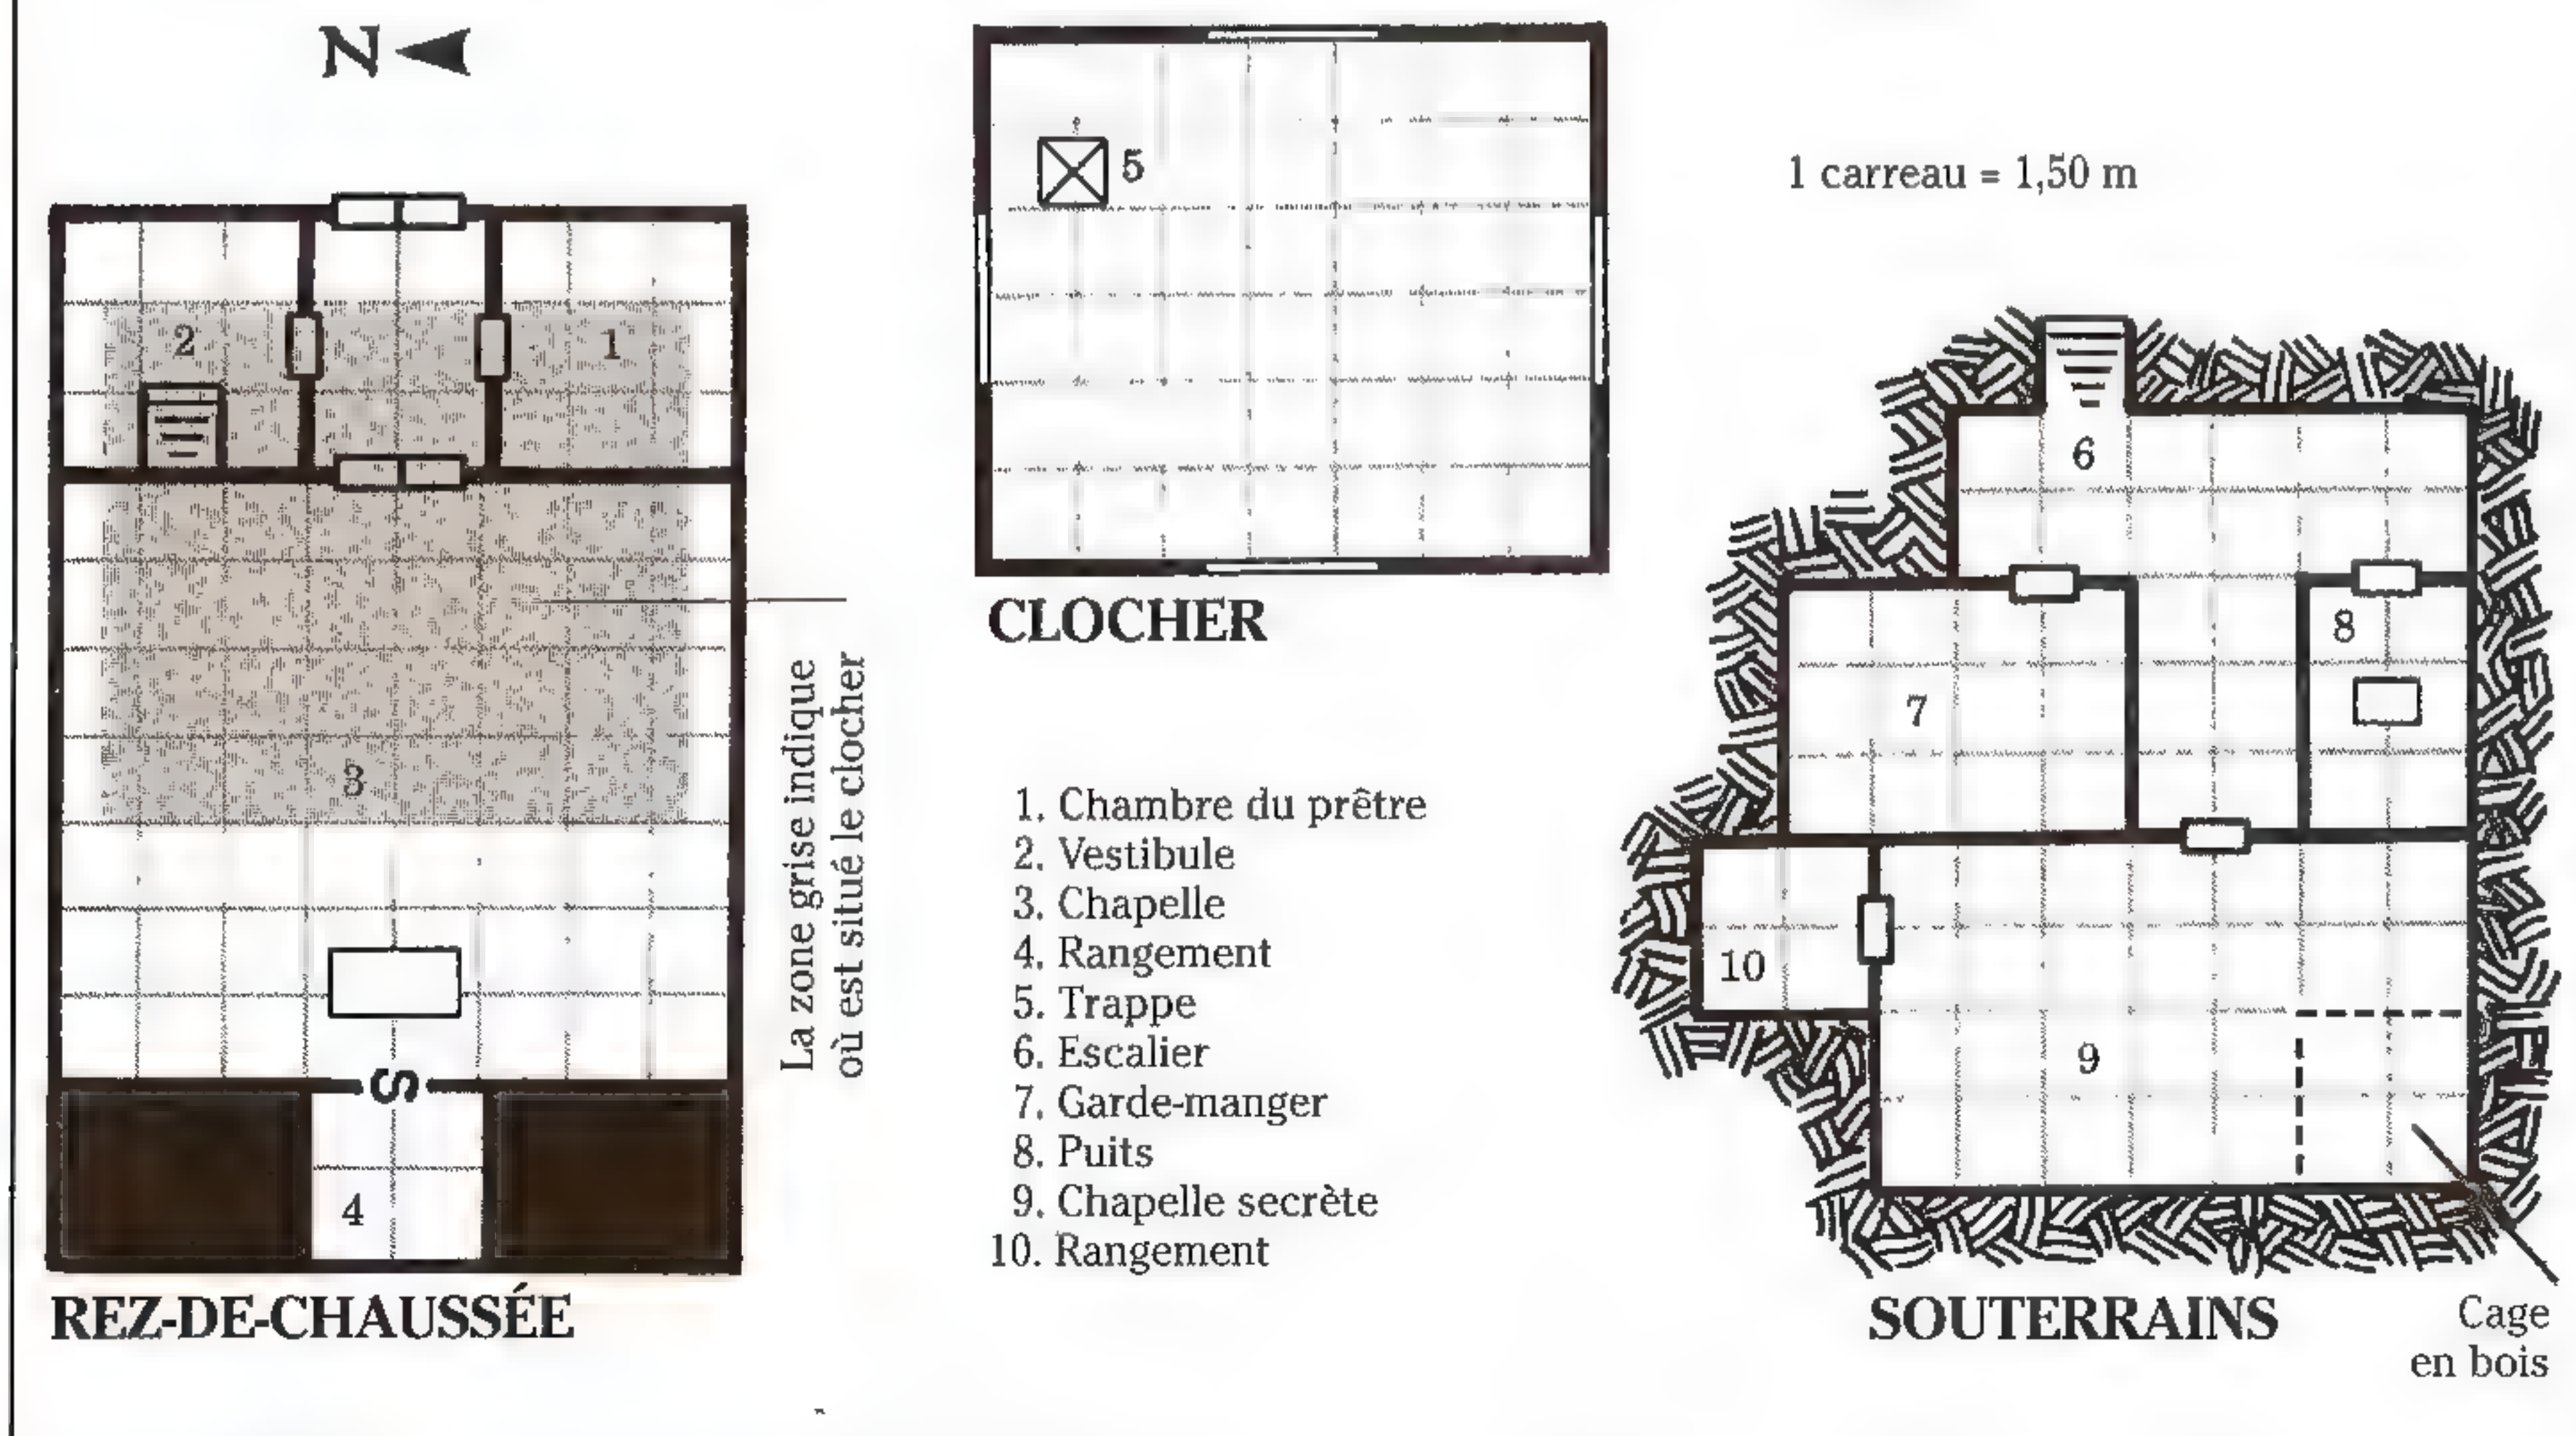 N
2
1
3
S
4
REZ-DE-CHAUSSÉE
La zone grise indique
où est situé le clocher
5
CLOCHER
1. Chambre du prêtre
2. Vestibule
3. Chapelle
4. Rangement
5. Trappe
6. Escalier
7. Garde-manger
8. Puits
9. Chapelle secrète
10. Rangement
1 carreau = 1,50 m
6
8
7
10
9
SOUTERRAINS
Cage
en bois